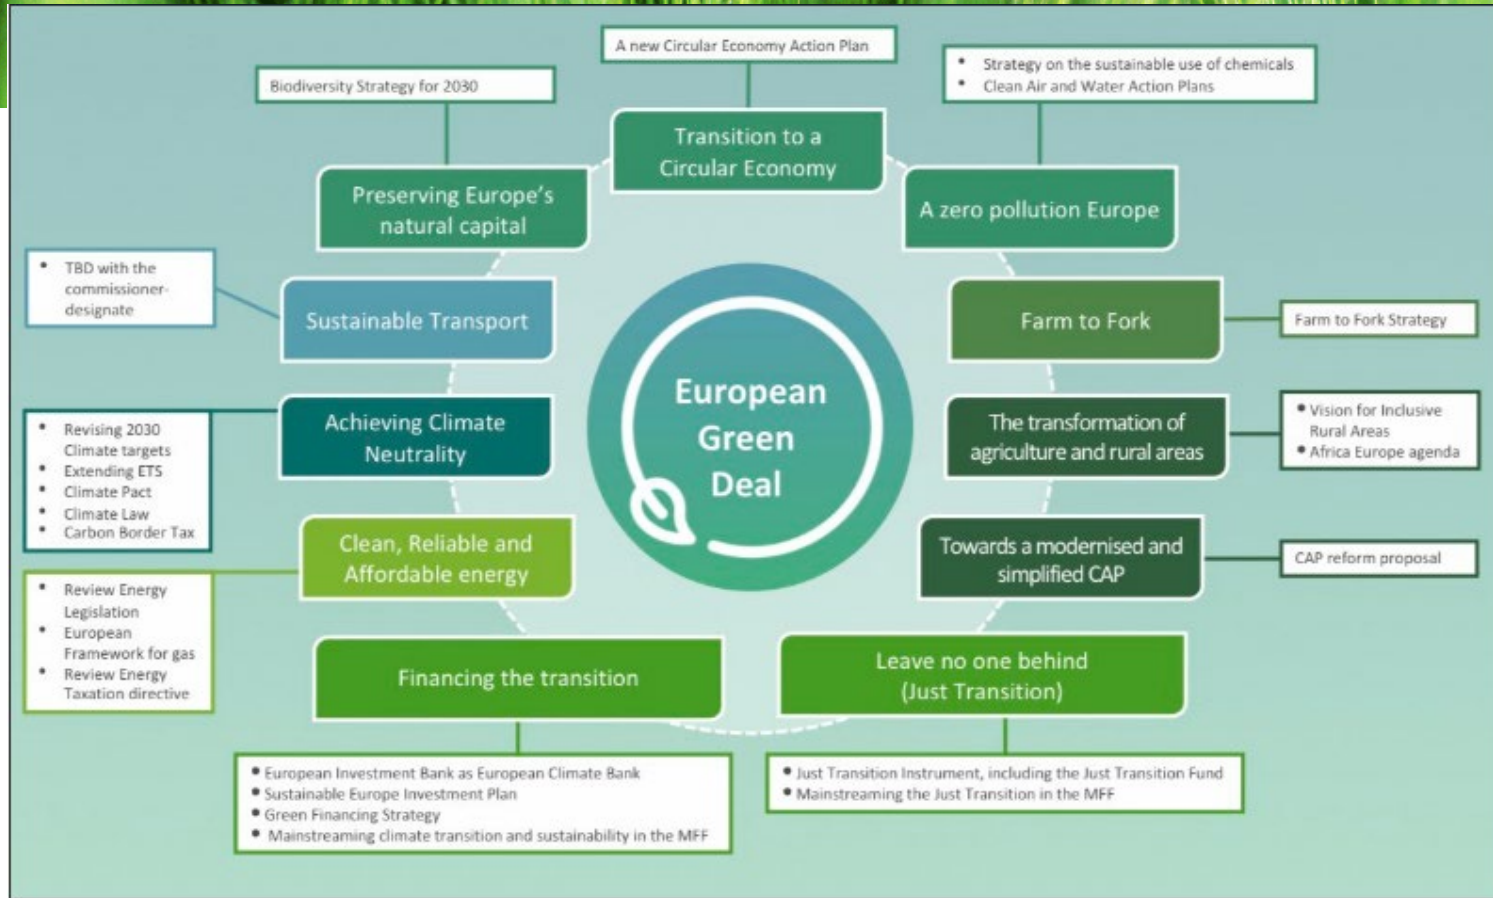 A new Circular Economy Action Plan
Biodiversity Strategy for 2030
• Strategy on the sustainable use of chemicals
• Clean Air and Water Action Plans
Transition to a
Circular Economy
Preserving Europe's
natural capital
A zero pollution Europe
• TBD with the
commissioner-
designate
Sustainable Transport
Farm to Fork
Farm to Fork Strategy
European
Green
Deal
• Revising 2030
Climate targets
• Extending ETS
• Climate Pact
• Climate Law
• Carbon Border Tax
Achieving Climate
Neutrality
The transformation of
agriculture and rural areas
• Vision for Inclusive
Rural Areas
• Africa Europe agenda
• Review Energy
Legislation
• European
Framework for gas
• Review Energy
Taxation directive
Clean, Reliable and
Affordable energy
Towards a modernised and
simplified CAP
CAP reform proposal
Financing the transition
Leave no one behind
(Just Transition)
• European Investment Bank as European Climate Bank
• Sustainable Europe Investment Plan
• Green Financing Strategy
• Mainstreaming climate transition and sustainability in the MFF
• Just Transition Instrument, including the Just Transition Fund
• Mainstreaming the Just Transition in the MFF